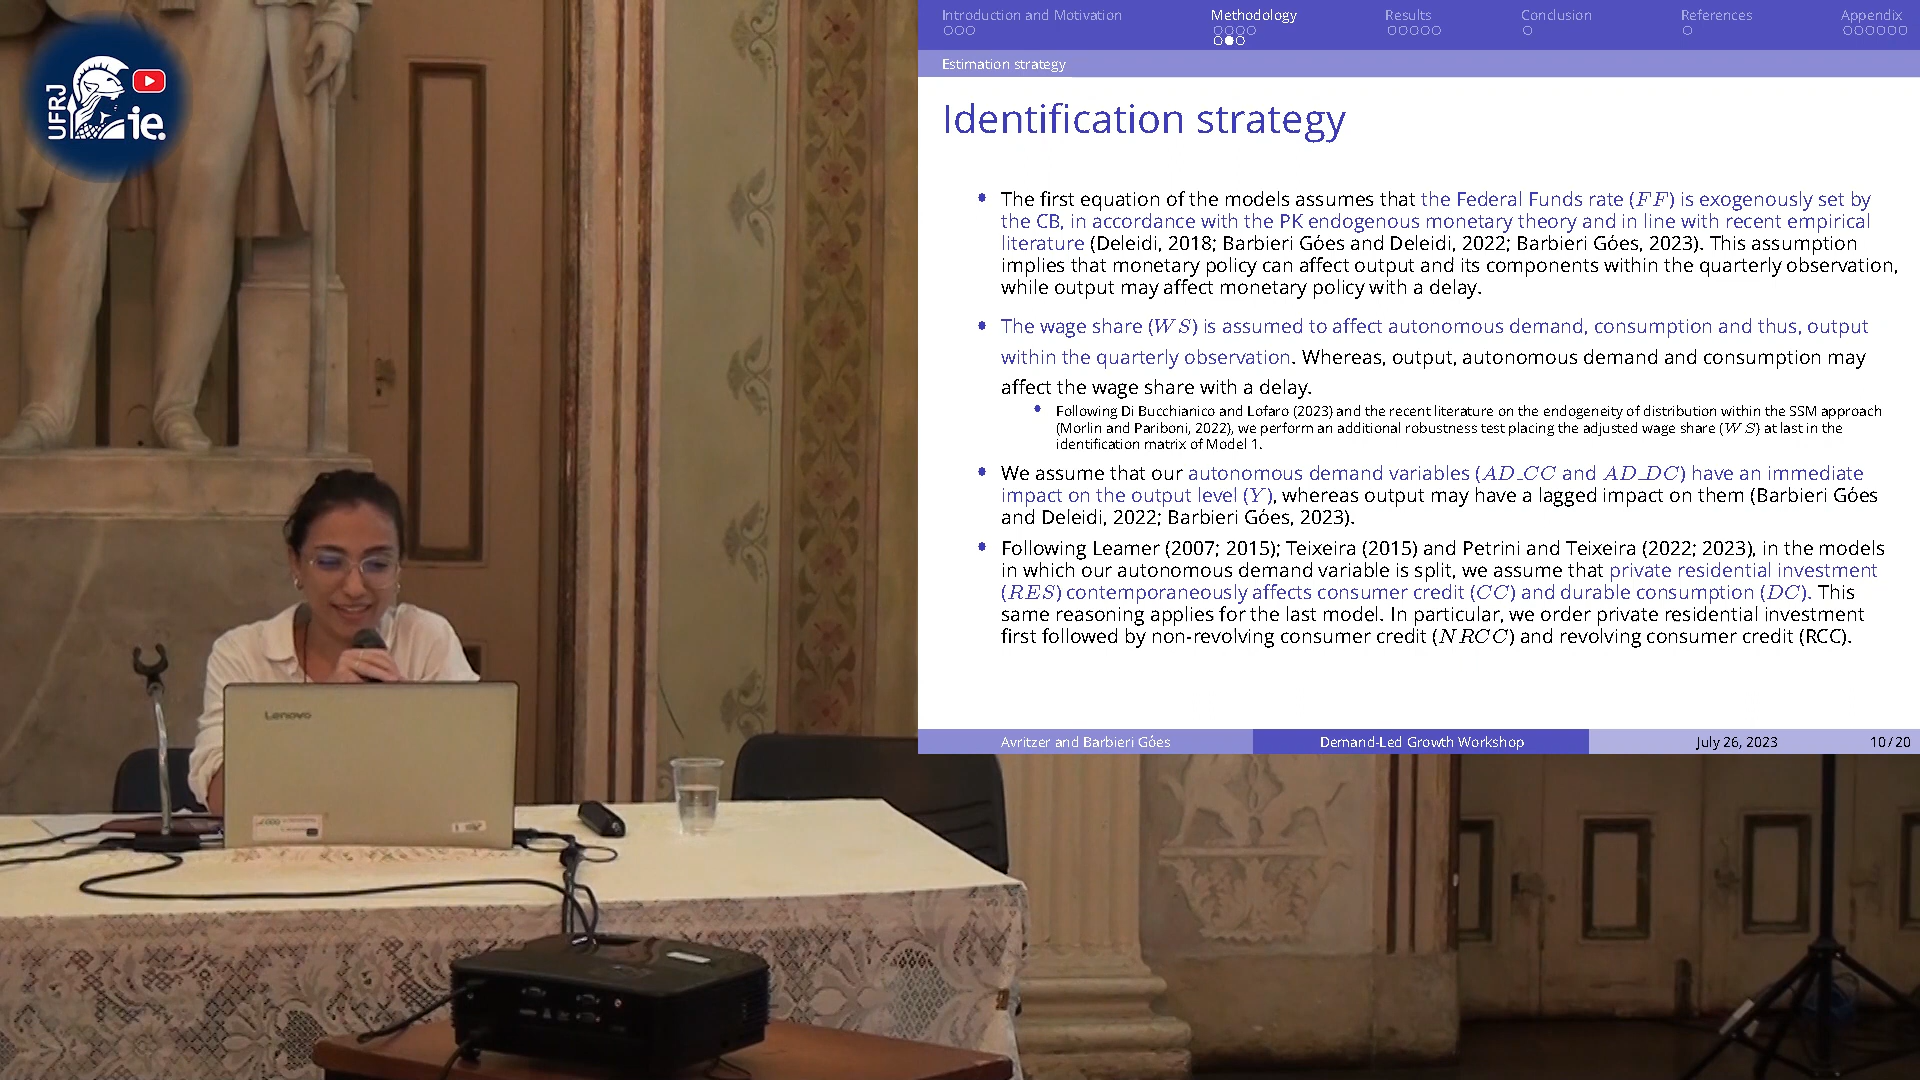 UFRJ
ie.
Introduction and Motivation
Methodology
Results
Conclusion
References
Appendix
Estimation strategy
Identification strategy
• The first equation of the models assumes that the Federal Funds rate (FF) is exogenously set by
the CB, in accordance with the PK endogenous monetary theory and in line with recent empirical
literature (Deleidi, 2018; Barbieri Góes and Deleidi, 2022; Barbieri Góes, 2023). This assumption
implies that monetary policy can affect output and its components within the quarterly observation,
while output may affect monetary policy with a delay.
• The wage share (WS) is assumed to affect autonomous demand, consumption and thus, output
within the quarterly observation. Whereas, output, autonomous demand and consumption may
affect the wage share with a delay.
• Following Di Bucchianico and Lofaro (2023) and the recent literature on the endogeneity of distribution within the SSM approach
(Morlin and Pariboni, 2022), we perform an additional robustness test placing the adjusted wage share (WS) at last in the
identification matrix of Model 1.
• We assume that our autonomous demand variables (AD_CC and AD_DC) have an immediate
impact on the output level (Y), whereas output may have a lagged impact on them (Barbieri Góes
and Deleidi, 2022; Barbieri Góes, 2023).
• Following Leamer (2007; 2015); Teixeira (2015) and Petrini and Teixeira (2022; 2023), in the models
in which our autonomous demand variable is split, we assume that private residential investment
(RES) contemporaneously affects consumer credit (CC) and durable consumption (DC). This
same reasoning applies for the last model. In particular, we order private residential investment
first followed by non-revolving consumer credit (NRCC) and revolving consumer credit (RCC).
Avritzer and Barbieri Góes
Demand-Led Growth Workshop
July 26, 2023
10/20
Lenovo